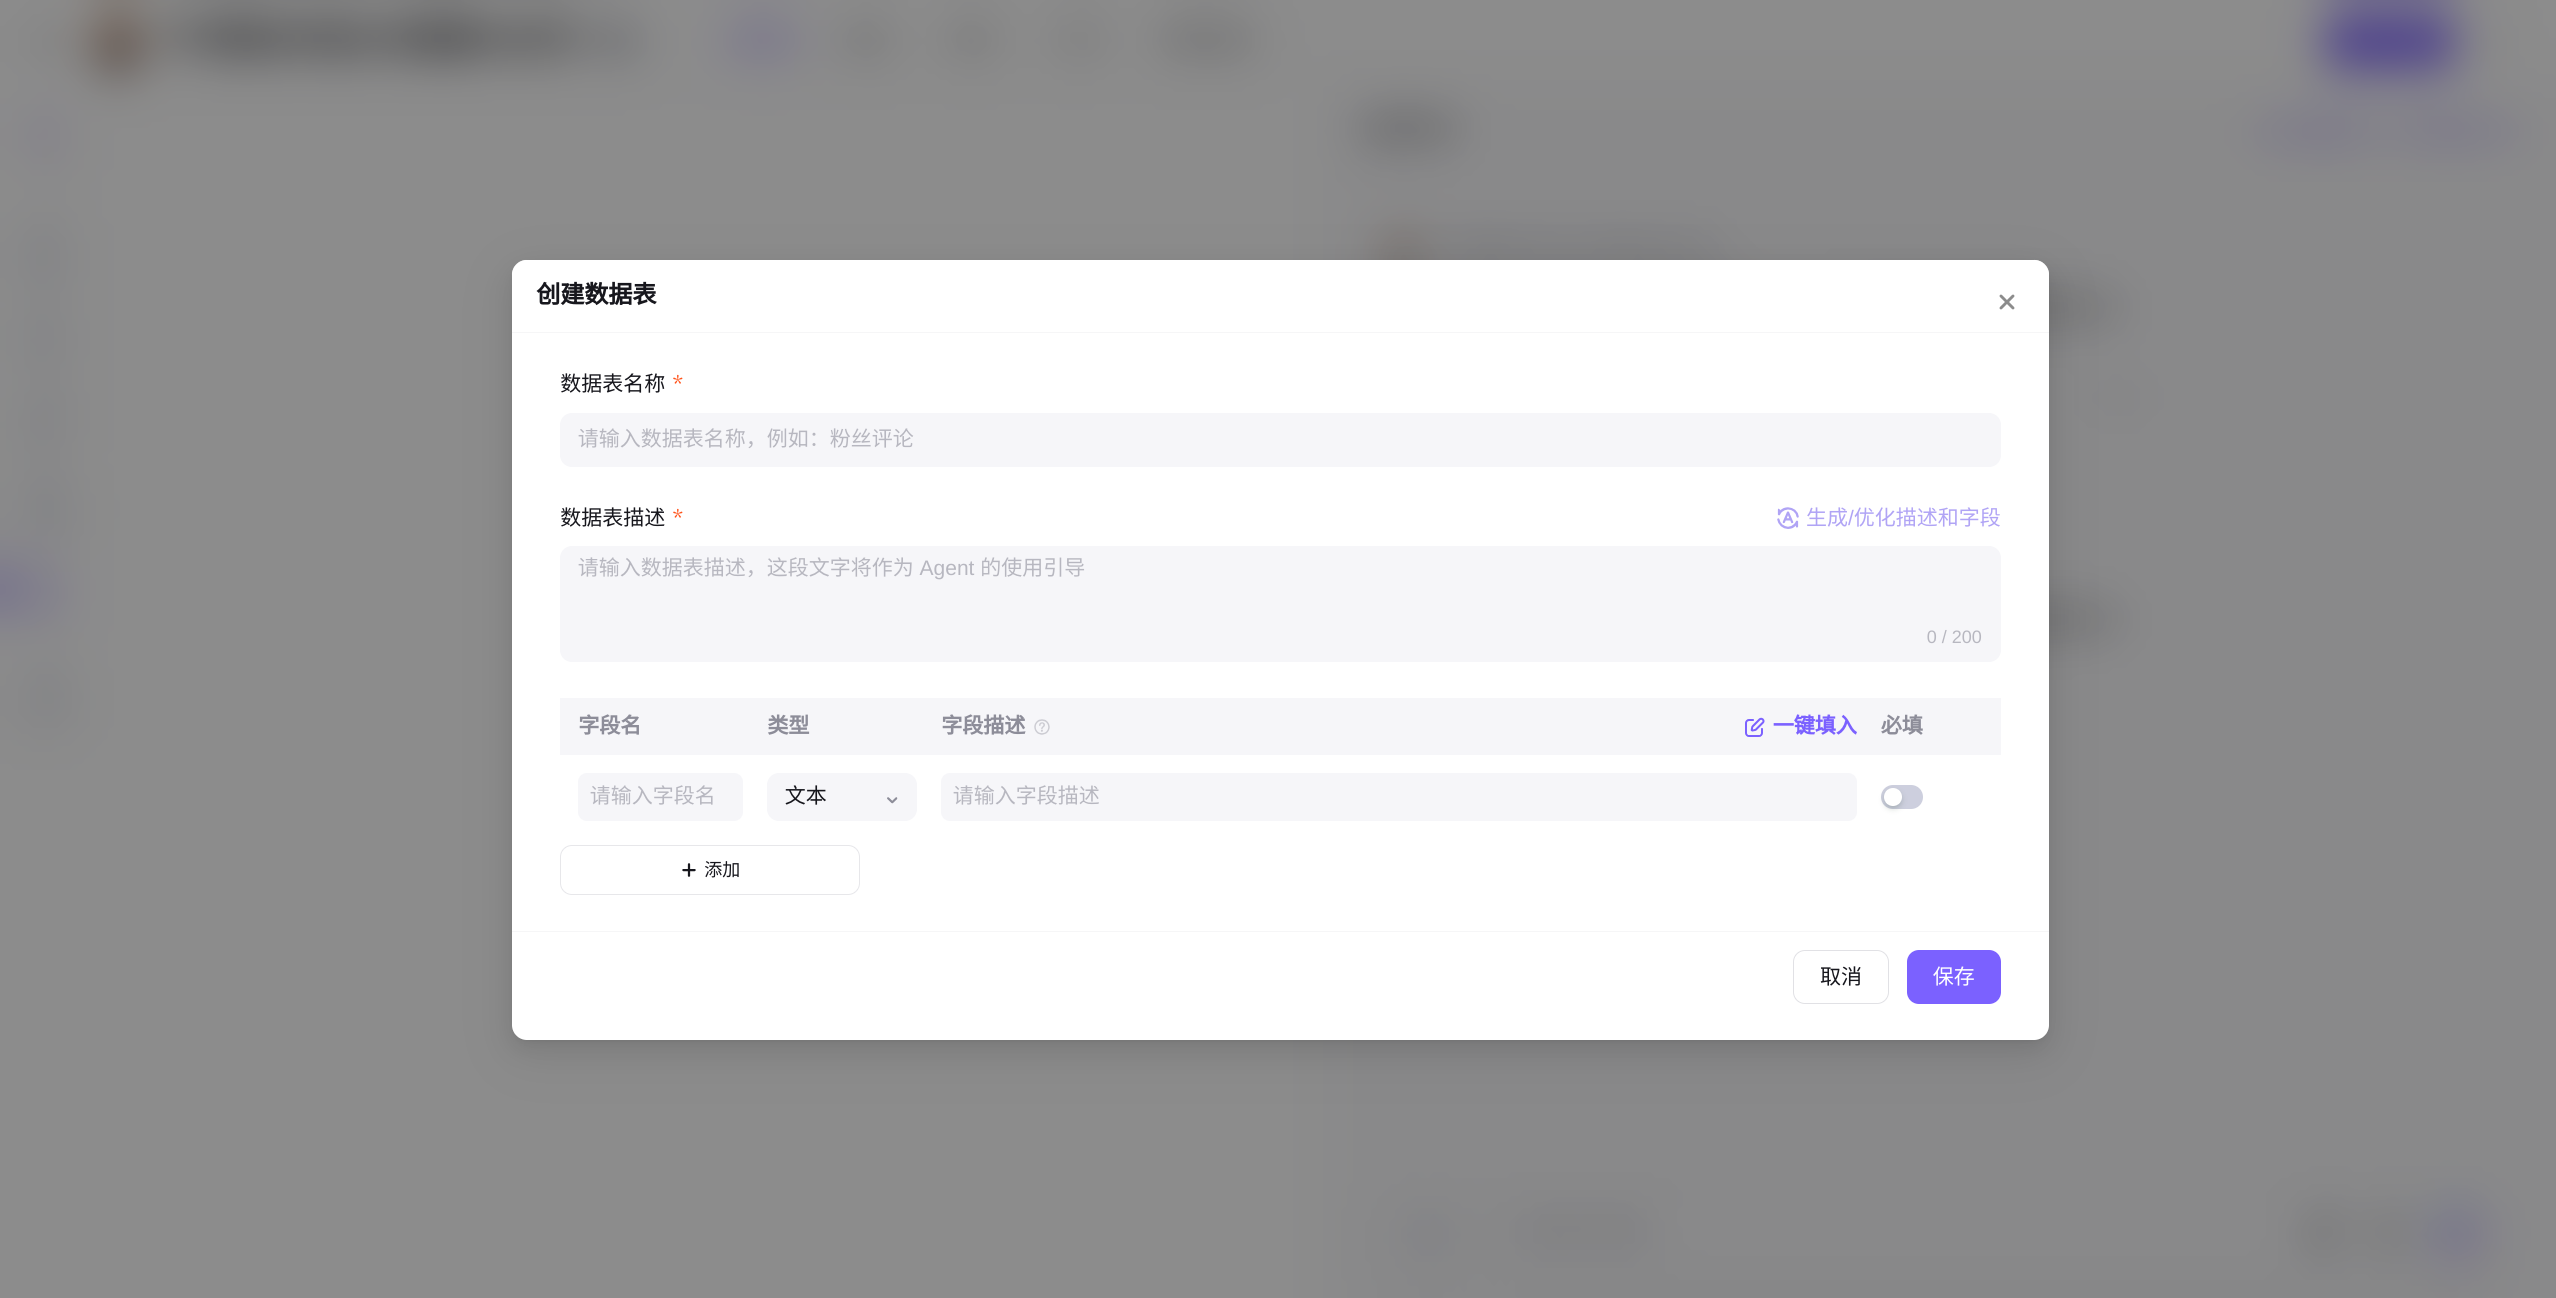 创建数据表
数据表名称 *
请输入数据表名称，例如：粉丝评论
数据表描述 *
生成/优化描述和字段
请输入数据表描述，这段文字将作为 Agent 的使用引导
0 / 200
字段名 类型 字段描述 一键填入 必填
请输入字段名 文本 请输入字段描述
添加
取消 保存